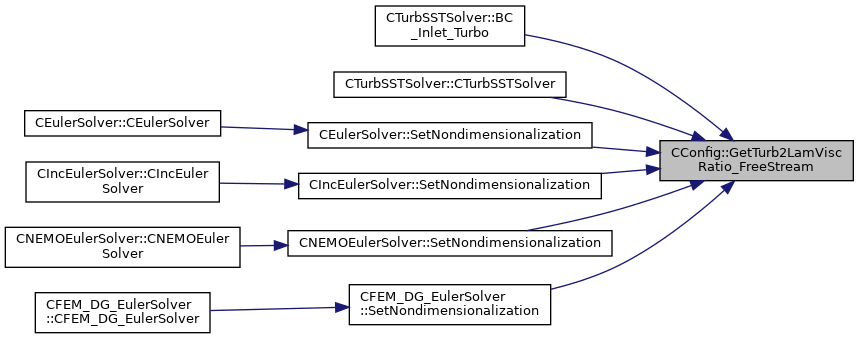 CTurbSSTSolver::BC
_Inlet_Turbo
CTurbSSTSolver::CTurbSSTSolver
CEulerSolver::CEulerSolver
CEulerSolver::SetNondimensionalization
CConfig::GetTurb2LamVisc
Ratio_FreeStream
CIncEulerSolver::CIncEuler
Solver
CIncEulerSolver::SetNondimensionalization
CNEMOEulerSolver::CNEMOEuler
Solver
CNEMOEulerSolver::SetNondimensionalization
CFEM_DG_EulerSolver
::CFEM_DG_EulerSolver
CFEM_DG_EulerSolver
::SetNondimensionalization